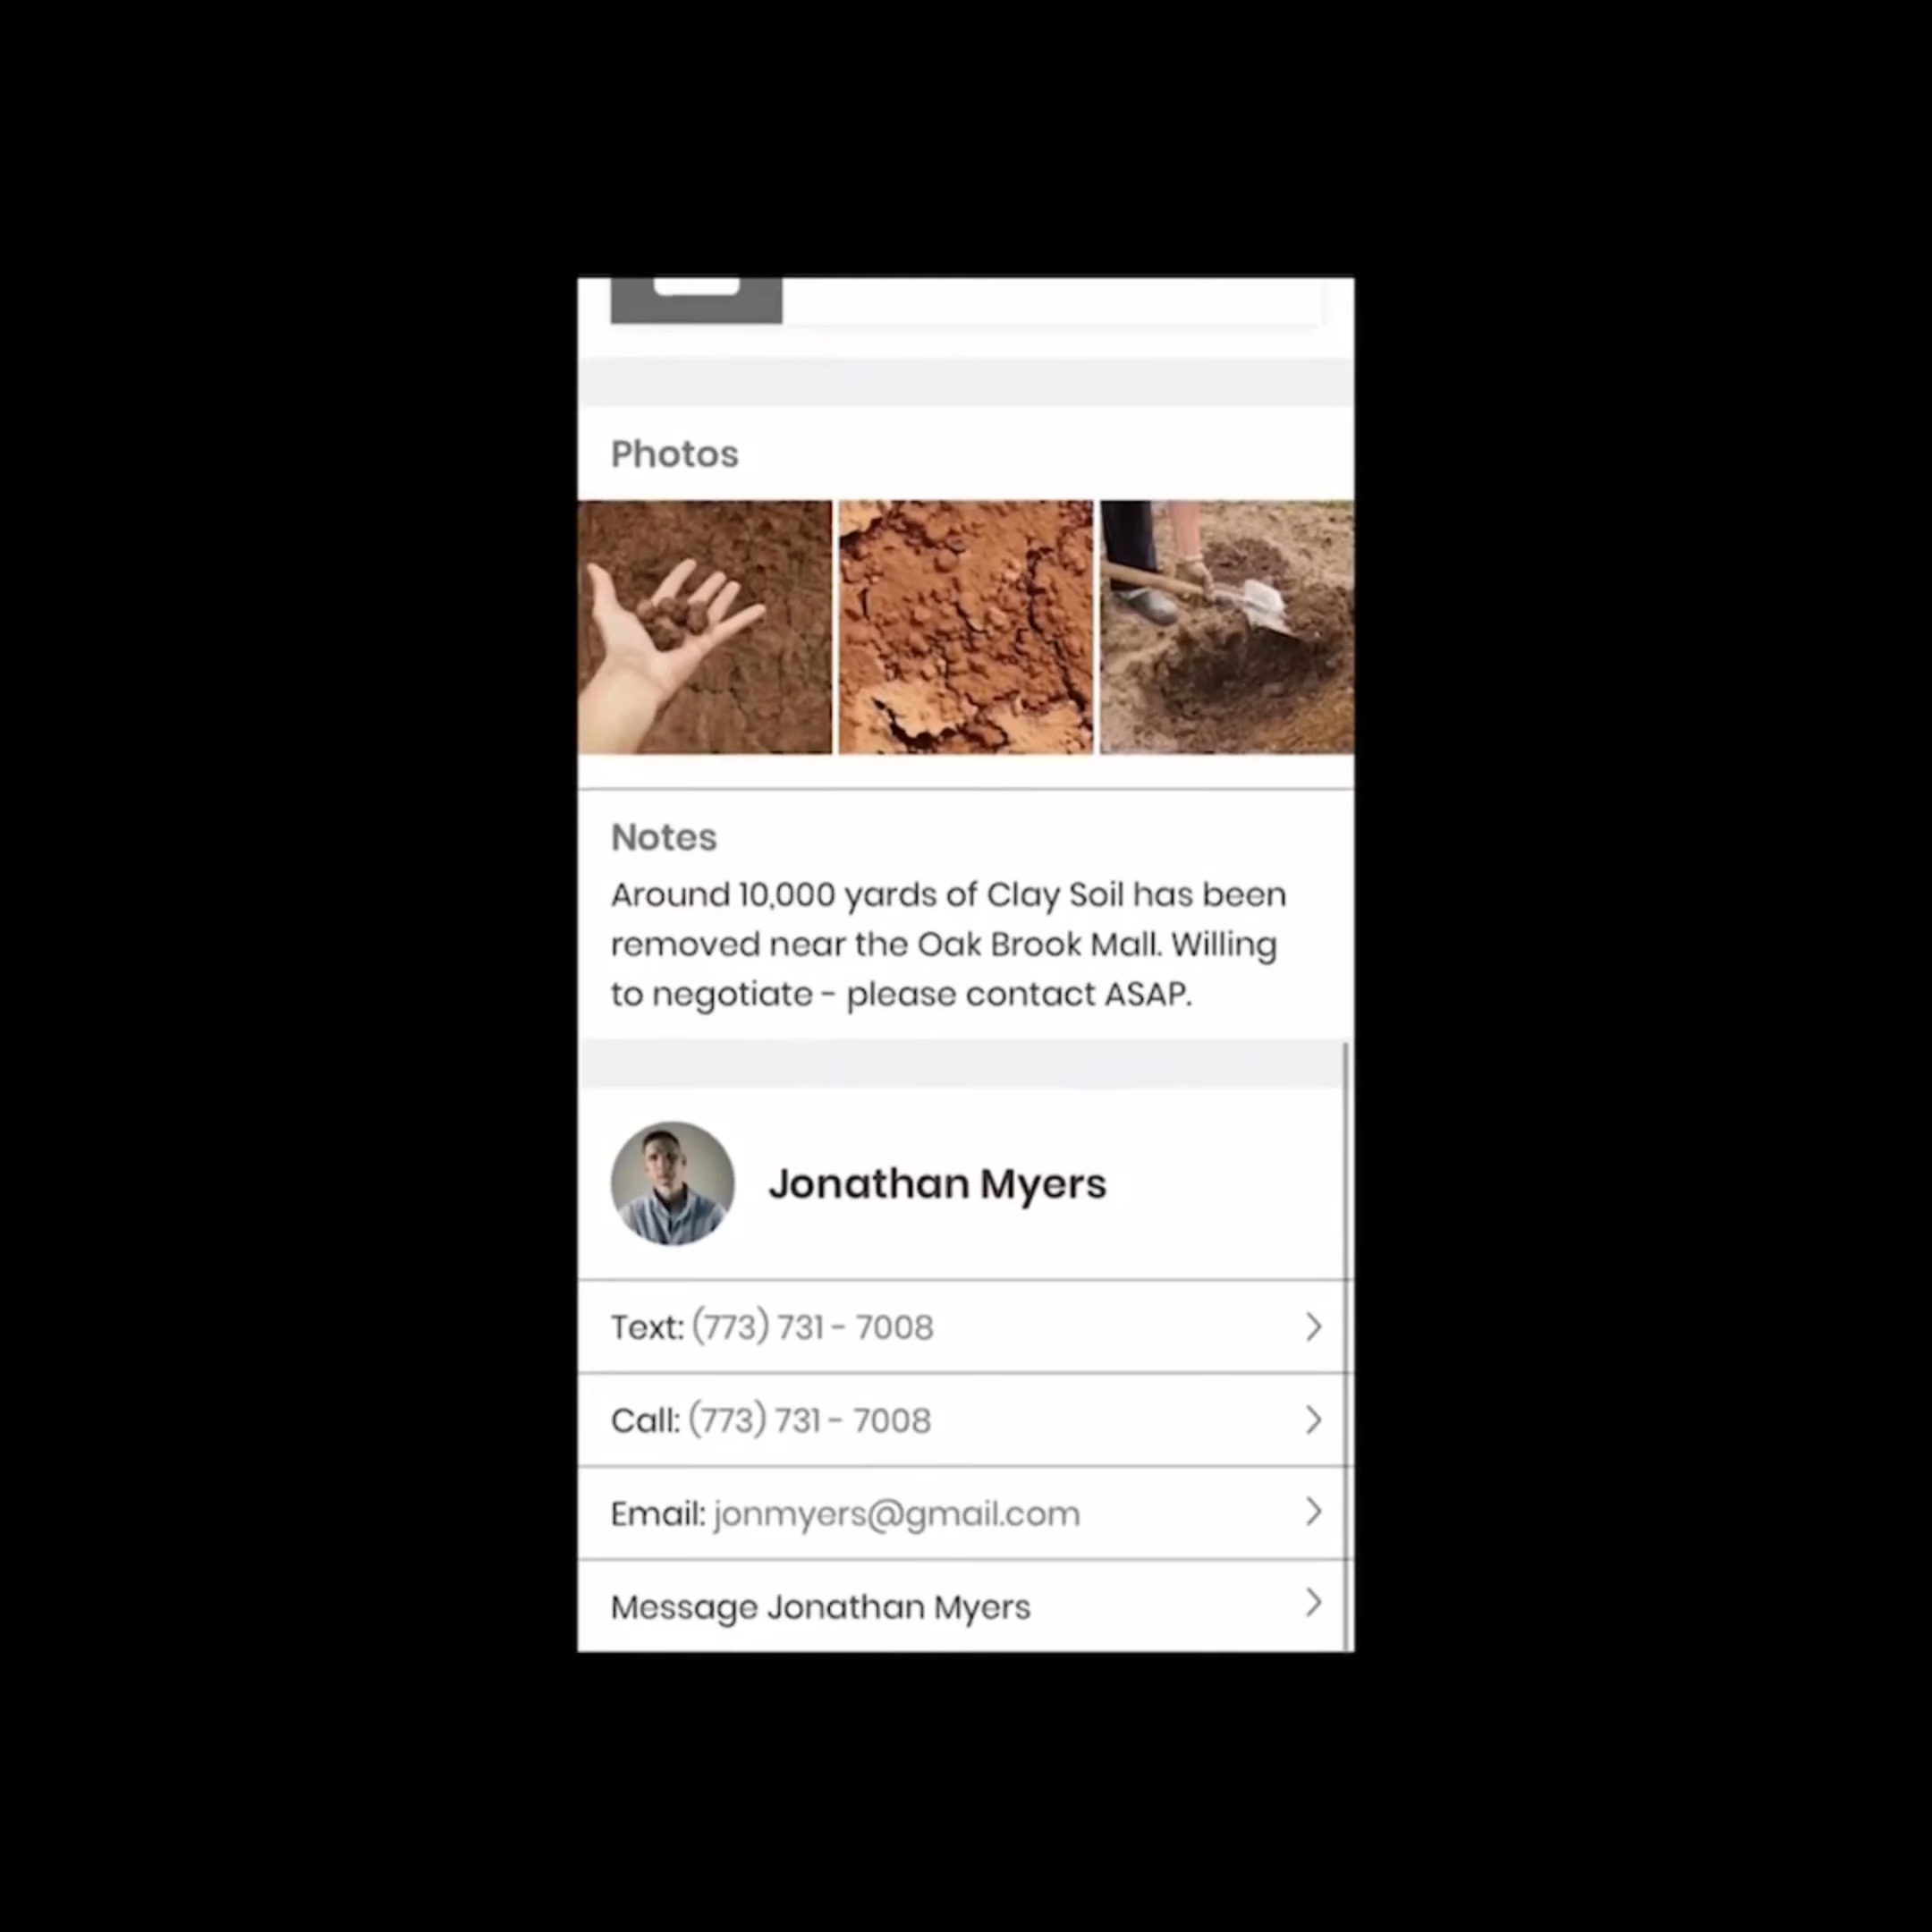 Photos
Notes
Around 10,000 yards of Clay Soil has been
removed near the Oak Brook Mall. Willing
to negotiate - please contact ASAP.
Jonathan Myers
Text: (773) 731 - 7008
Call: (773) 731 - 7008
Email: jonmyers@gmail.com
Message Jonathan Myers